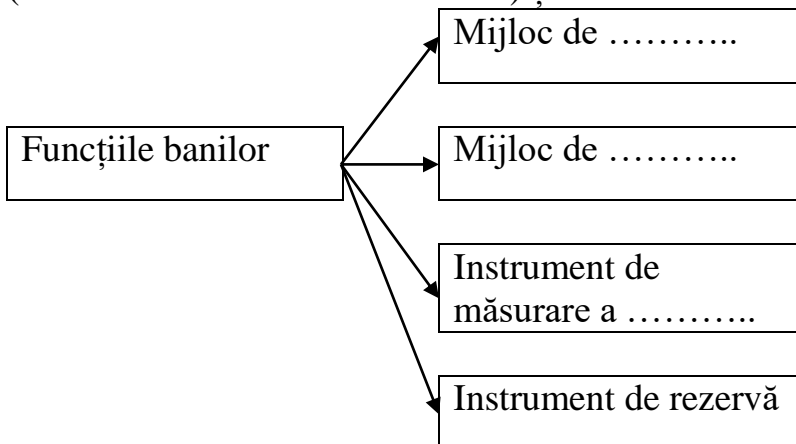 Mijloc de ………..
Funcțiile banilor
Mijloc de ………..
Instrument de
măsurare a ………..
Instrument de rezervă